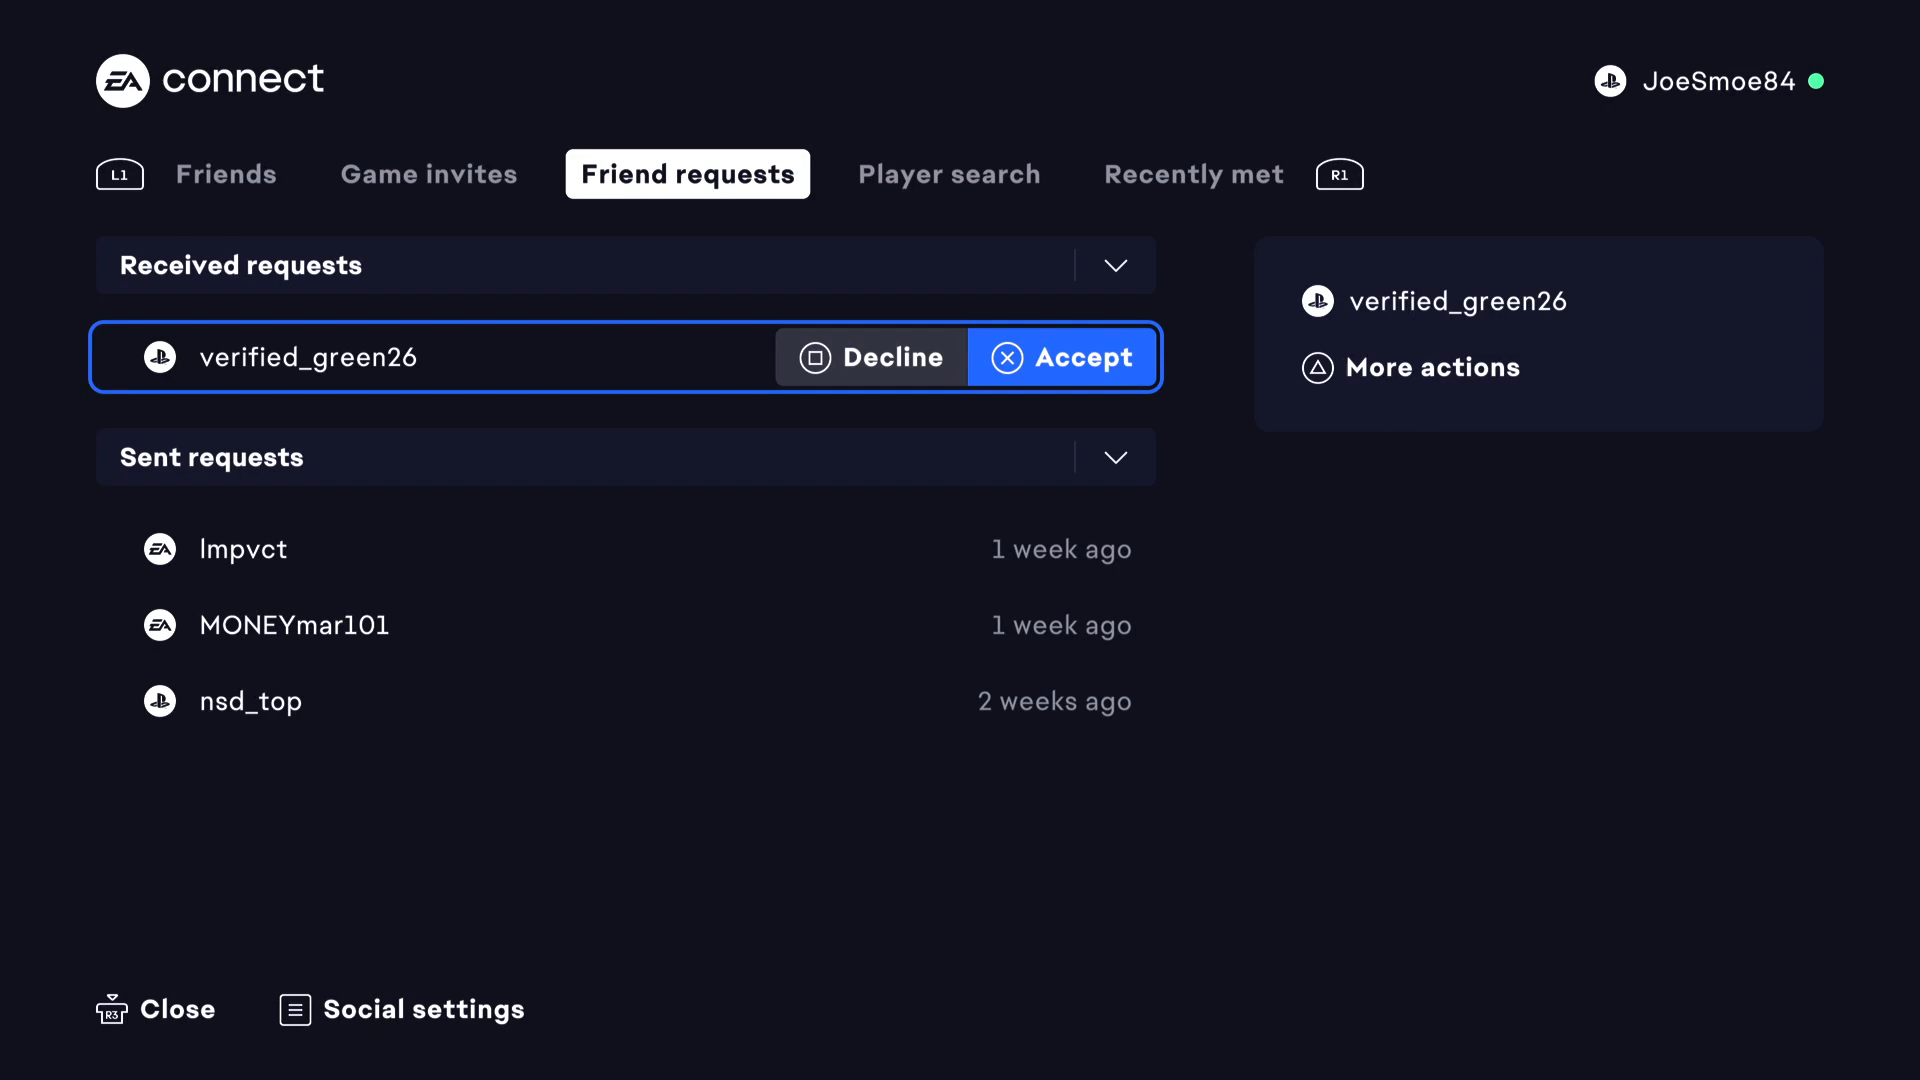 EA connect
JoeSmoe84
L1 Friends Game invites Friend requests Player search Recently met R1
Received requests
verified_green26 Decline Accept
Sent requests
lmpvct 1 week ago
MONEYmar101 1 week ago
nsd_top 2 weeks ago
verified_green26
More actions
R3 Close Social settings